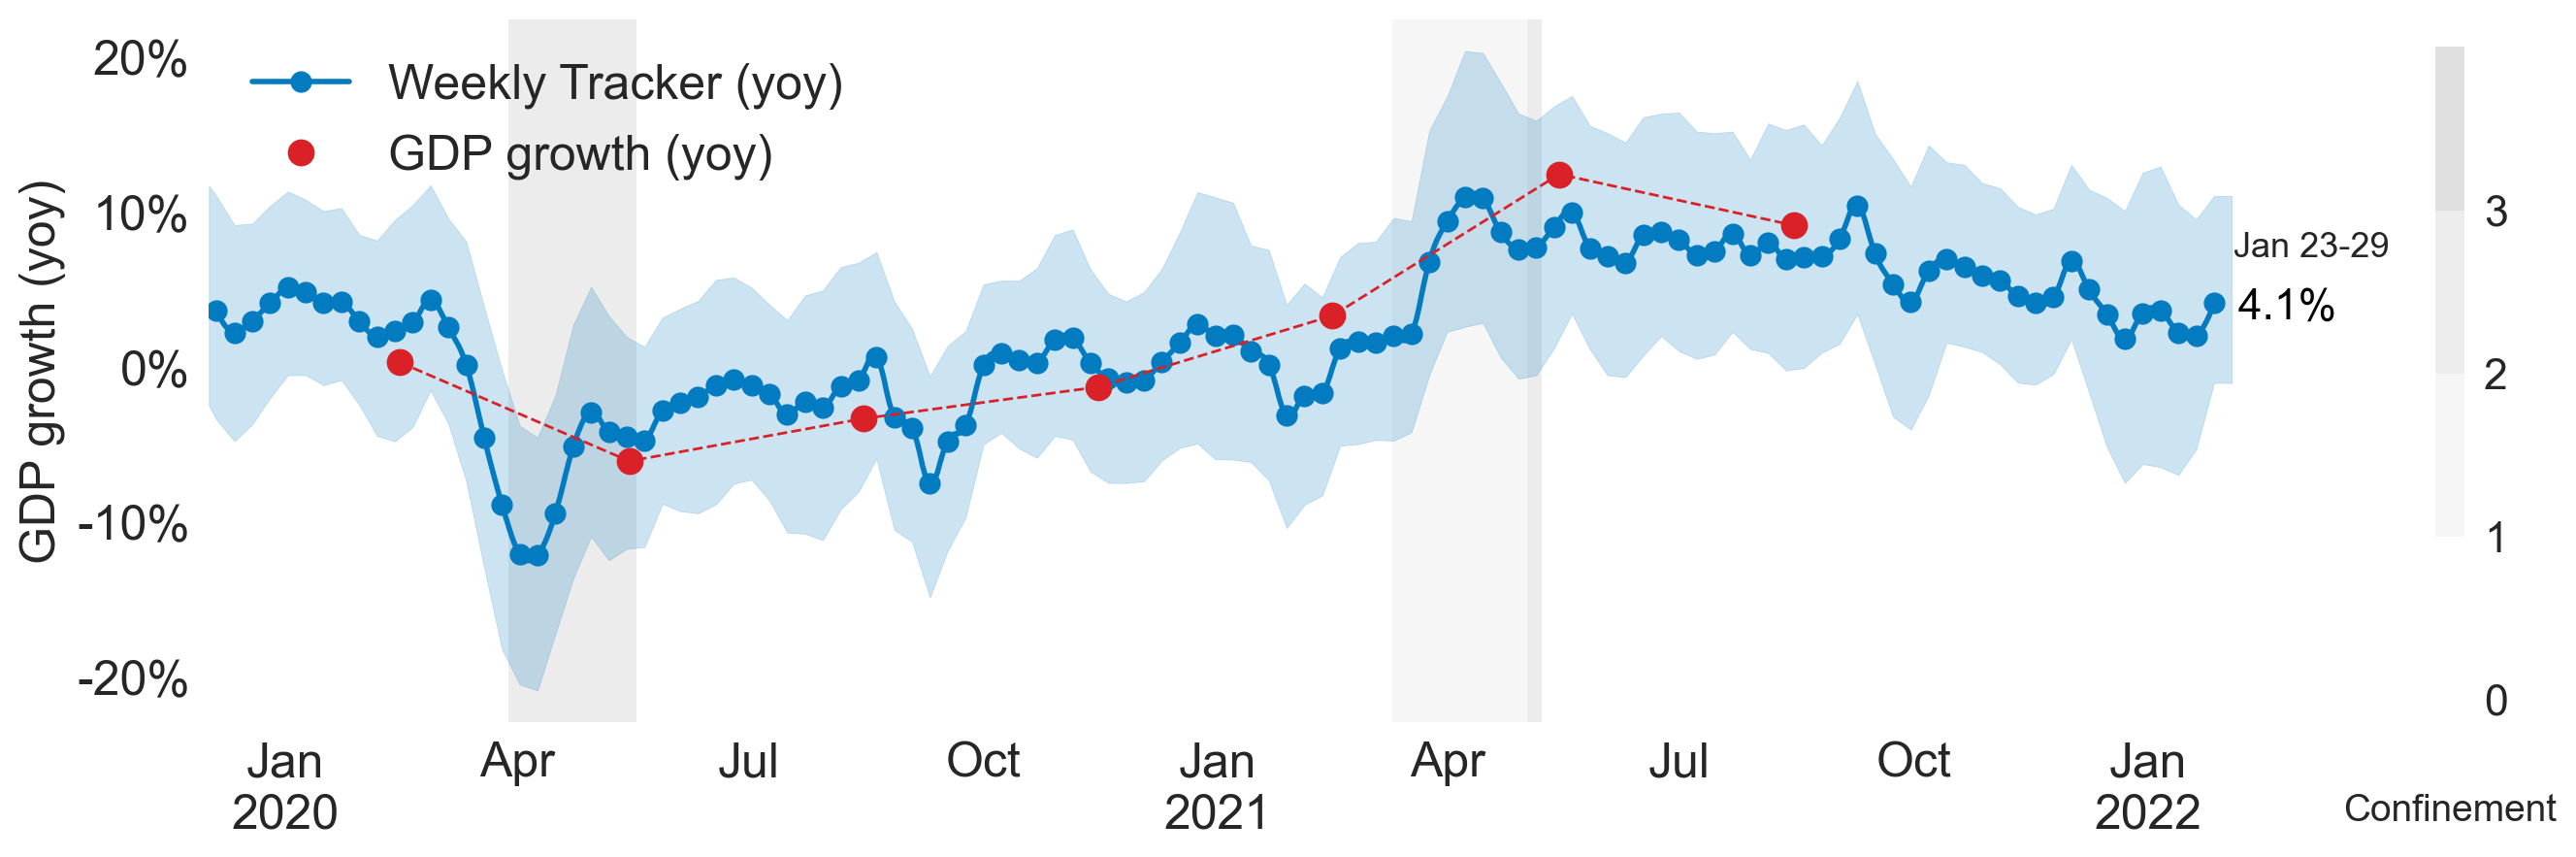 GDP growth (yoy)
20%
10%
0%
-10%
-20%
Weekly Tracker (yoy)
GDP growth (yoy)
Jan 23-29
4.1%
3
2
1
0
Jan Apr Jul Oct Jan Apr Jul Oct Jan
2020 2021 2022
Confinement